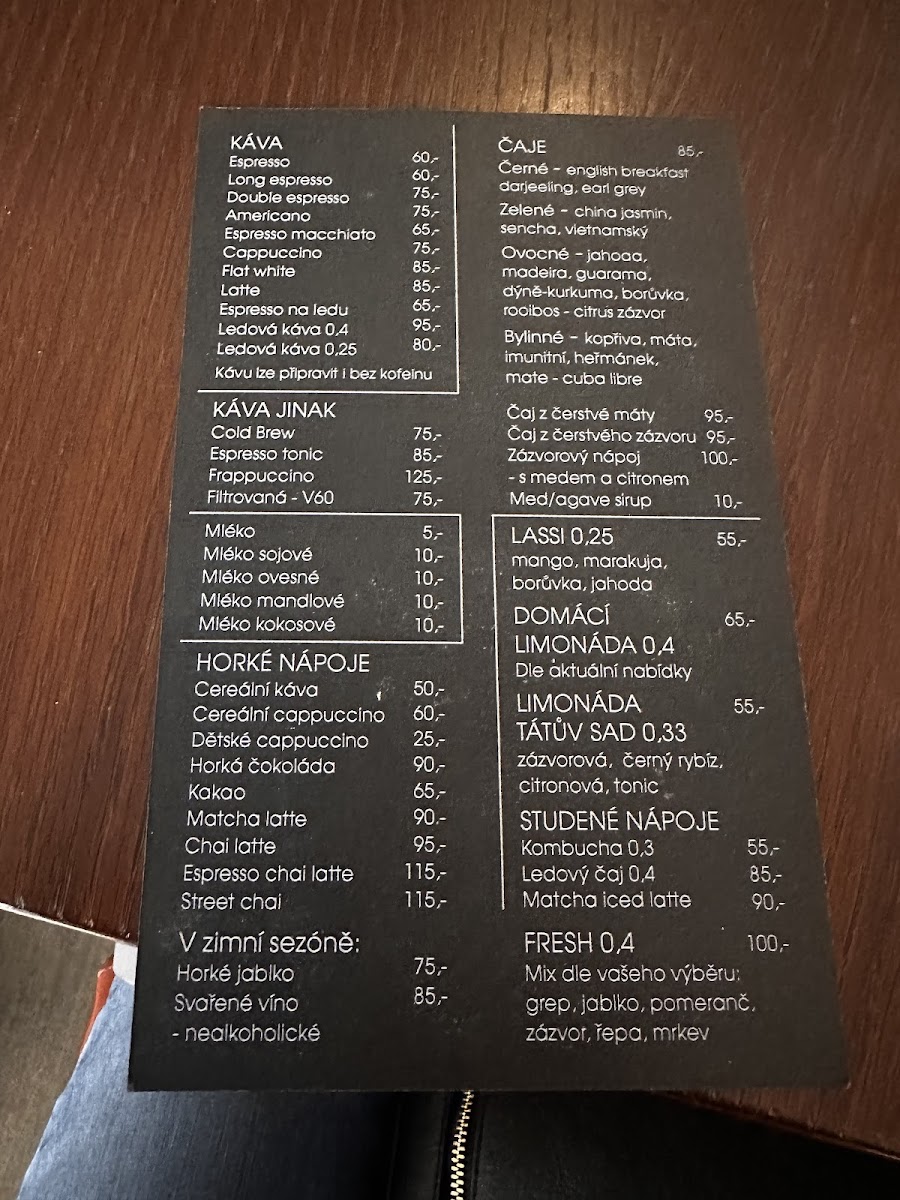 KÁVA
Espresso 60,-
Long espresso 60,-
Double espresso 75,-
Americano 75,-
Espresso macchiato 65,-
Cappuccino 75,-
Flat white 85,-
Latte 85,-
Espresso na ledu 65,-
Ledová káva 0,4 95,-
Ledová káva 0,25 80,-
Kávu lze připravit i bez kofeinu
KÁVA JINAK
Cold Brew 75,-
Espresso tonic 85,-
Frappuccino 125,-
Filtrovaná - V60 75,-
Mléko 5,-
Mléko sojové 10,-
Mléko ovesné 10,-
Mléko mandlové 10,-
Mléko kokosové 10,-
HORKÉ NÁPOJE
Cereální káva 50,-
Cereální cappuccino 60,-
Dětské cappuccino 25,-
Horká čokoláda 90,-
Kakao 65,-
Matcha latte 90,-
Chai latte 95,-
Espresso chai latte 115,-
Street chai 115,-
V zimní sezóně:
Horké jablko 75,-
Svařené víno 85,-
- nealkoholické
ČAJE 85,-
Černé - english breakfast
darjeeling, earl grey
Zelené - china jasmin,
sencha, vietnamský
Ovocné - jahoda,
madeira, guarama,
dýně-kurkuma, borůvka,
rooibos - citrus zázvor
Bylinné - kopřiva, máta,
imunitní, heřmánek,
mate - cuba libre
Čaj z čerstvé máty 95,-
Čaj z čerstvého zázvoru 95,-
Zázvorový nápoj 100,-
- s medem a citronem
Med/agave sirup 10,-
LASSI 0,25 55,-
mango, marakuja,
borůvka, jahoda
DOMÁCÍ 65,-
LIMONÁDA 0,4
Dle aktuální nabídky
LIMONÁDA 55,-
TÁTŮV SAD 0,33
zázvorová, černý rybíz,
citronová, tonic
STUDENÉ NÁPOJE
Kombucha 0,3 55,-
Ledový čaj 0,4 85,-
Matcha iced latte 90,-
FRESH 0,4 100,-
Mix dle vašeho výběru:
grep, jablko, pomeranč,
zázvor, řepa, mrkev